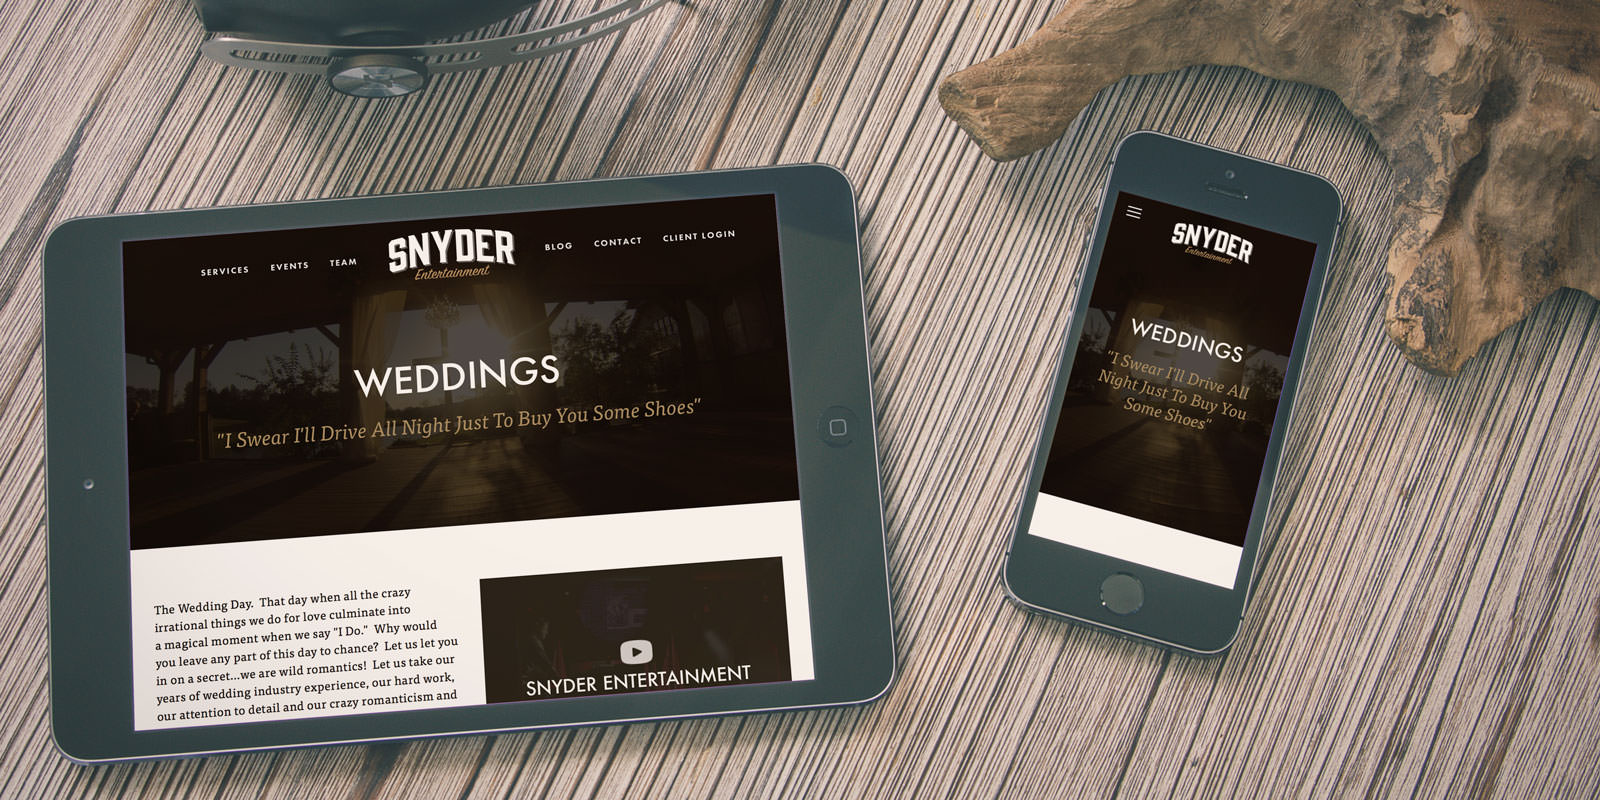 SERVICES EVENTS TEAM SNYDER BLOG CONTACT CLIENT LOGIN
Entertainment
WEDDINGS
"I Swear I'll Drive All Night Just To Buy You Some Shoes"
The Wedding Day. That day when all the crazy
irrational things we do for love culminate into
a magical moment when we say "I Do." Why would
you leave any part of this day to chance? Let us let you
in on a secret...we are wild romantics! Let us take our
years of wedding industry experience, our hard work,
our attention to detail and our crazy romanticism and
SNYDER ENTERTAINMENT
SNYDER
Entertainment
WEDDINGS
"I Swear I'll Drive All
Night Just To Buy You
Some Shoes"